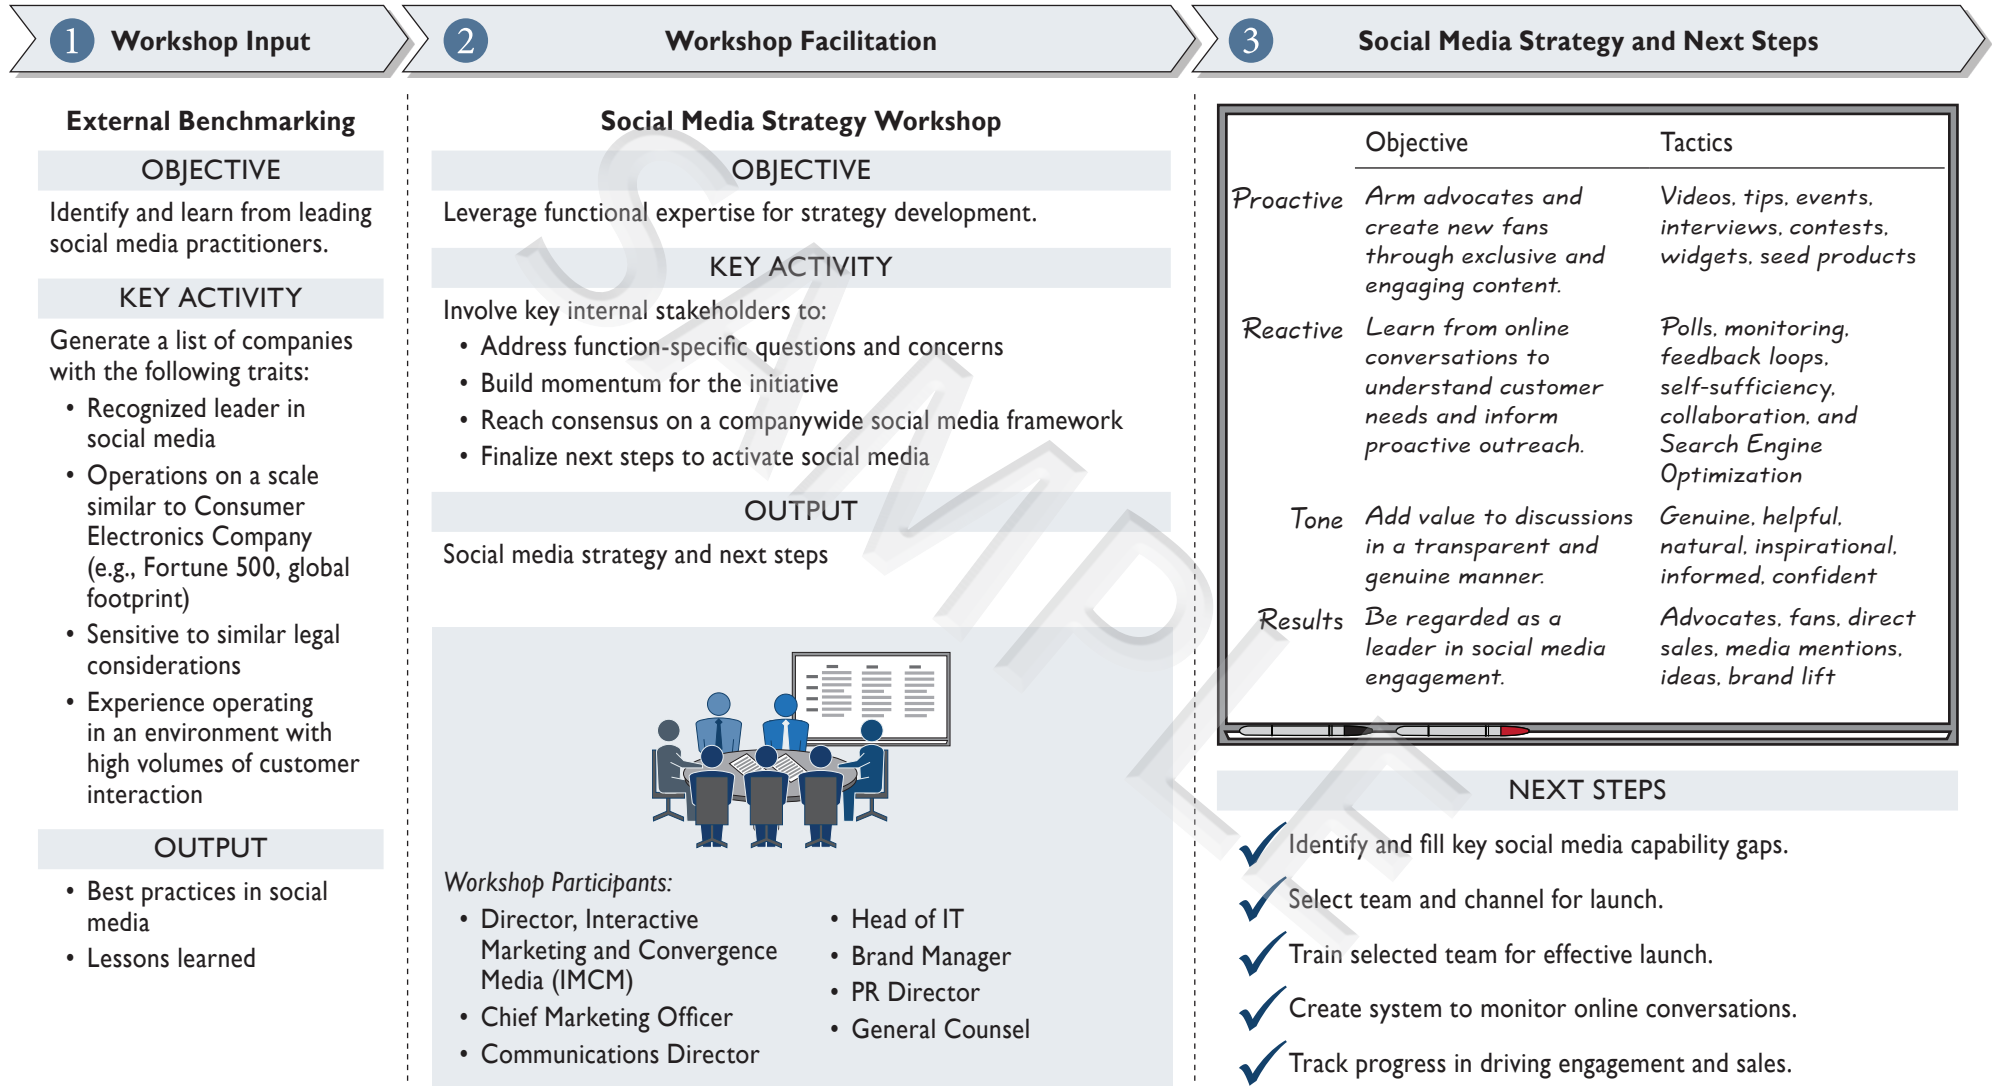 1 Workshop Input
2 Workshop Facilitation
3 Social Media Strategy and Next Steps
External Benchmarking
OBJECTIVE
Identify and learn from leading
social media practitioners.
KEY ACTIVITY
Generate a list of companies
with the following traits:
• Recognized leader in
social media
• Operations on a scale
similar to Consumer
Electronics Company
(e.g., Fortune 500, global
footprint)
• Sensitive to similar legal
considerations
• Experience operating
in an environment with
high volumes of customer
interaction
OUTPUT
• Best practices in social
media
• Lessons learned
Social Media Strategy Workshop
OBJECTIVE
Leverage functional expertise for strategy development.
KEY ACTIVITY
Involve key internal stakeholders to:
• Address function-specific questions and concerns
• Build momentum for the initiative
• Reach consensus on a companywide social media framework
• Finalize next steps to activate social media
OUTPUT
Social media strategy and next steps
Workshop Participants:
• Director, Interactive
Marketing and Convergence
Media (IMCM)
• Chief Marketing Officer
• Communications Director
• Head of IT
• Brand Manager
• PR Director
• General Counsel
Objective
Tactics
Proactive
Arm advocates and
create new fans
through exclusive and
engaging content.
Videos, tips, events,
interviews, contests,
widgets, seed products
Reactive
Learn from online
conversations to
understand customer
needs and inform
proactive outreach.
Polls, monitoring,
feedback loops,
self-sufficiency,
collaboration, and
Search Engine
Optimization
Tone
Add value to discussions
in a transparent and
genuine manner.
Genuine, helpful,
natural, inspirational,
informed, confident
Results
Be regarded as a
leader in social media
engagement.
Advocates, fans, direct
sales, media mentions,
ideas, brand lift
NEXT STEPS
Identify and fill key social media capability gaps.
Select team and channel for launch.
Train selected team for effective launch.
Create system to monitor online conversations.
Track progress in driving engagement and sales.
SAMPLE